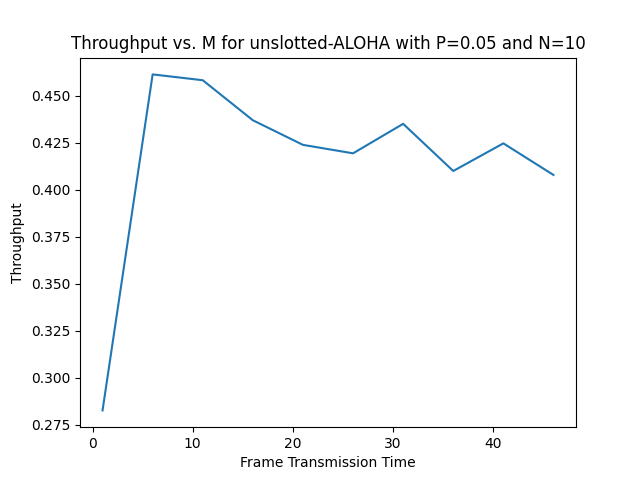 Throughput vs. M for unslotted-ALOHA with P=0.05 and N=10
0.450
0.425
0.400
0.375
0.350
0.325
0.300
0.275
Throughput
0 10 20 30 40
Frame Transmission Time